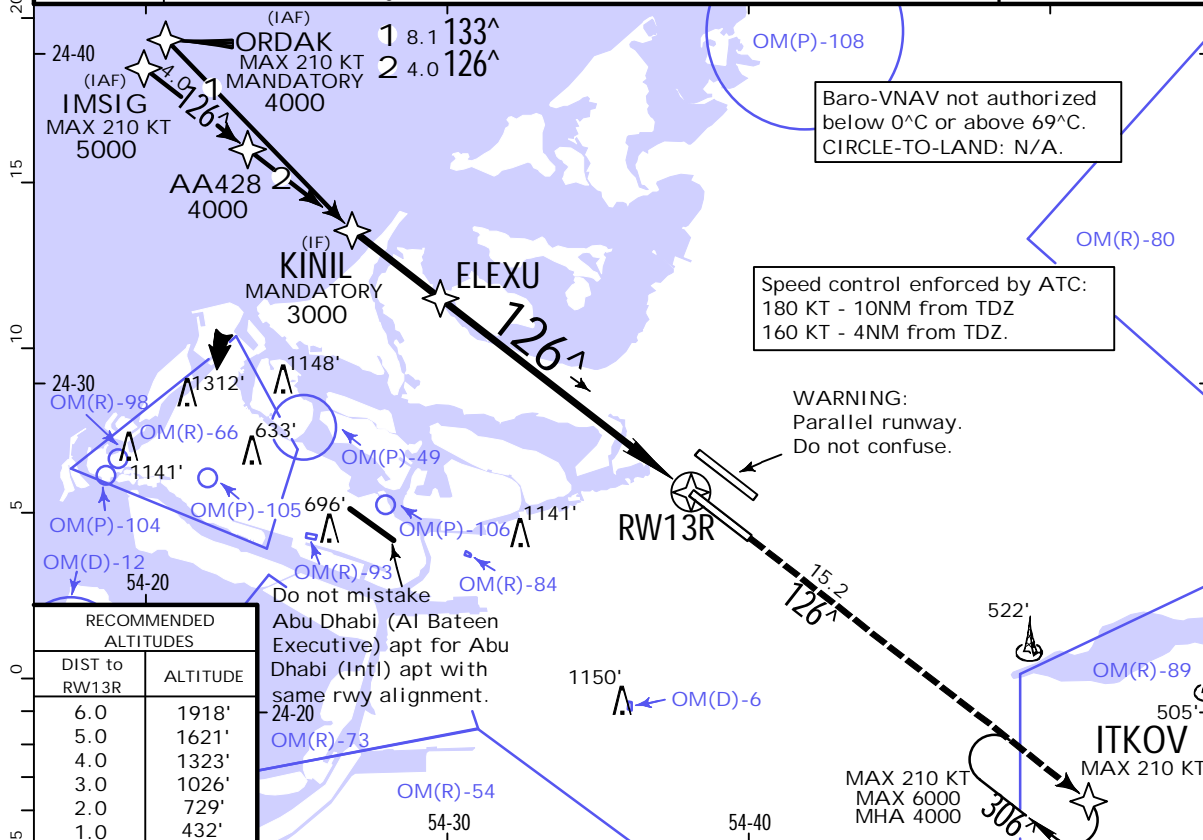 20
(IAF)
ORDAK
MAX 210 KT
MANDATORY
4000
1 8.1 133^
2 4.0 126^
OM(P)-108
24-40
(IAF)
IMSIG
MAX 210 KT
5000
4.0
126^
1
Baro-VNAV not authorized
below 0^C or above 69^C.
CIRCLE-TO-LAND: N/A.
15
AA428
4000
2
(IF)
KINIL
MANDATORY
3000
ELEXU
126^
OM(R)-80
Speed control enforced by ATC:
180 KT - 10NM from TDZ
160 KT - 4NM from TDZ.
10
24-30
1312'
1148'
OM(R)-98
OM(R)-66
633'
1141'
OM(P)-49
WARNING:
Parallel runway.
Do not confuse.
5
OM(P)-104
OM(P)-105
696'
OM(P)-106
1141'
RW13R
OM(D)-12
54-20
OM(R)-93
OM(R)-84
Do not mistake
Abu Dhabi (Al Bateen
Executive) apt for Abu
Dhabi (Intl) apt with
same rwy alignment.
15.2
126^
522'
OM(R)-89
505'
0
RECOMMENDED
ALTITUDES
DIST to
RW13R
ALTITUDE
6.0 1918'
5.0 1621'
4.0 1323'
3.0 1026'
2.0 729'
1.0 432'
24-20
OM(R)-73
1150'
OM(D)-6
ITKOV
MAX 210 KT
MAX 210 KT
MAX 6000
MHA 4000
306^
OM(R)-54
5
54-30
54-40